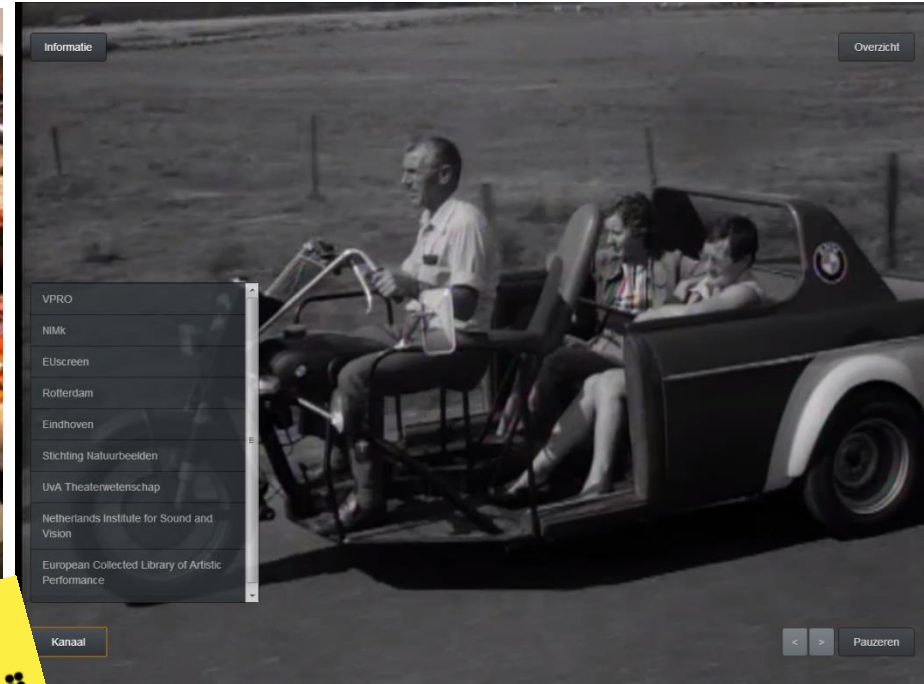 Informatie
Overzicht
VPRO
NIMk
EUscreen
Rotterdam
Eindhoven
Stichting Natuurbeelden
UvA Theaterwetenschap
Netherlands Institute for Sound and
Vision
European Collected Library of Artistic
Performance
Kanaal
<
>
Pauzeren